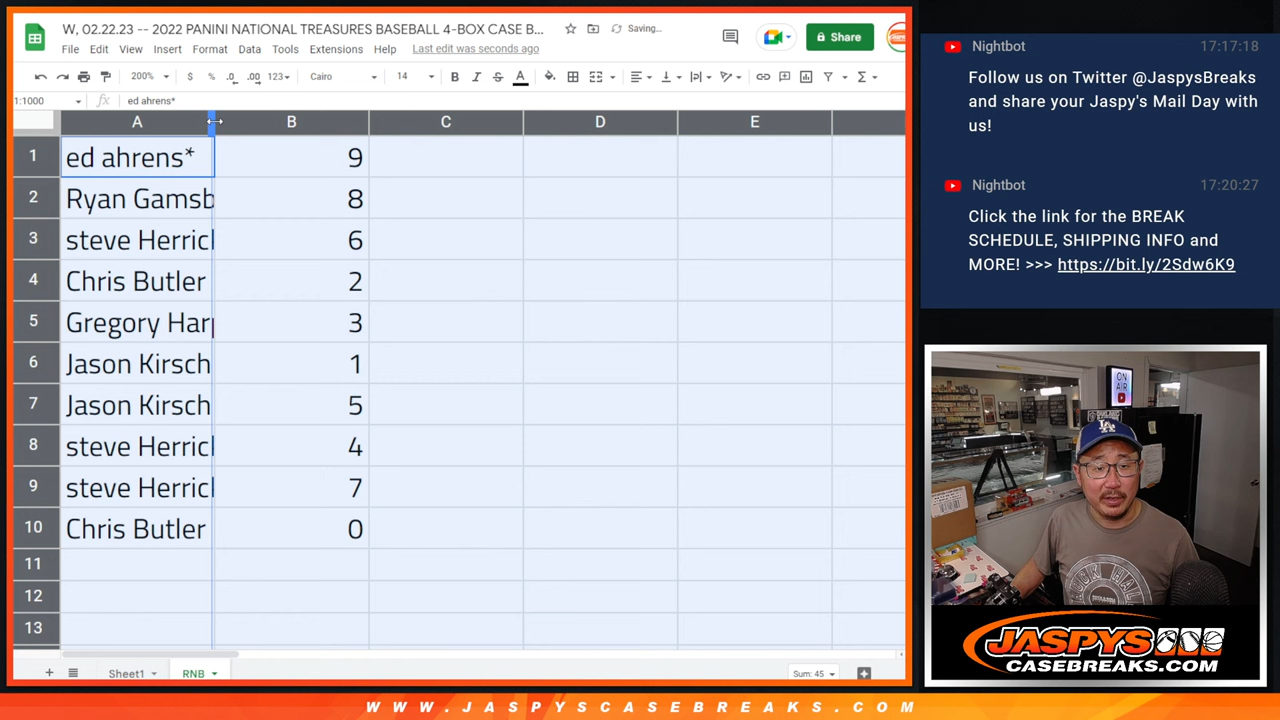 W, 02.22.23 -- 2022 PANINI NATIONAL TREASURES BASEBALL 4-BOX CASE B...
Saving...
File Edit View Insert Format Data Tools Extensions Help Last edit was seconds ago
Share
200% $ % .0 .00 123 Cairo 14 B I S A
1:1000 fx ed ahrens*
A B C D E
1 ed ahrens* 9
2 Ryan Gamsb 8
3 steve Herrick 6
4 Chris Butler 2
5 Gregory Harp 3
6 Jason Kirsch 1
7 Jason Kirsch 5
8 steve Herrick 4
9 steve Herrick 7
10 Chris Butler 0
11
12
13
Sheet1 RNB Sum: 45
Nightbot 17:17:18
Follow us on Twitter @JaspysBreaks
and share your Jaspy's Mail Day with
us!
Nightbot 17:20:27
Click the link for the BREAK
SCHEDULE, SHIPPING INFO and
MORE! >>> https://bit.ly/2Sdw6K9
ON
AIR
LA
JASPYS
CASEBREAKS.COM
WWW.JASPYSCASEBREAKS.COM